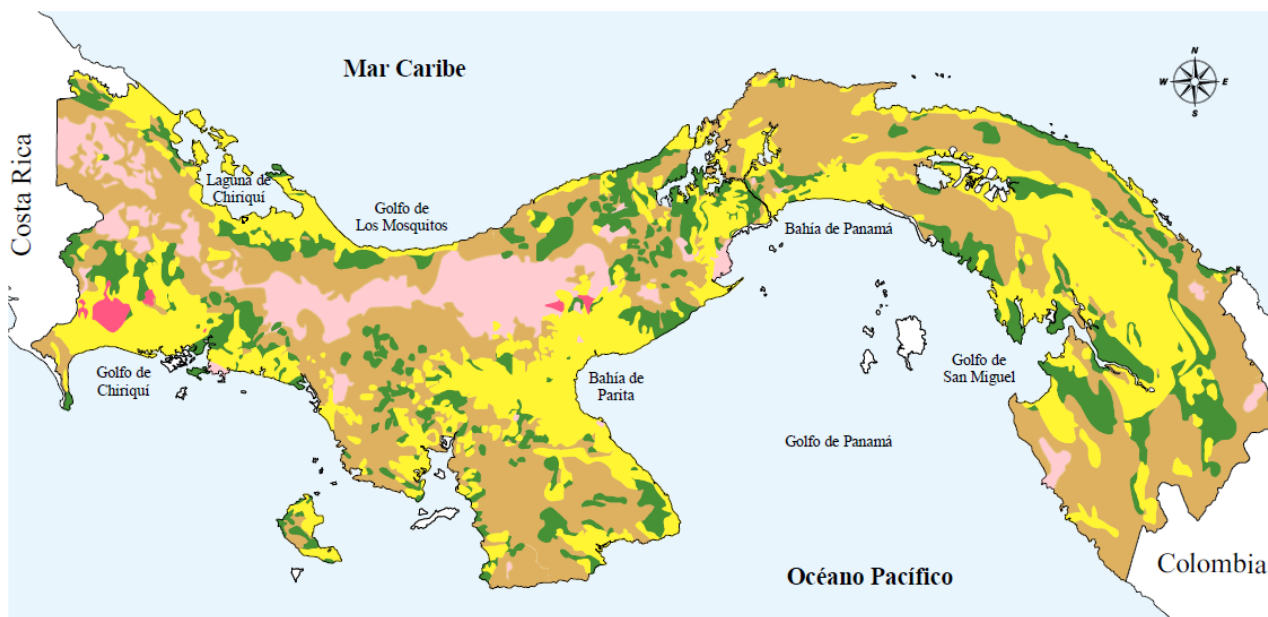 Mar Caribe
N
W
E
S
Costa Rica
Laguna de
Chiriquí
Golfo de
Los Mosquitos
Bahía de Panamá
Golfo de
Chiriquí
Bahía de
Parita
Golfo de
San Miguel
Golfo de Panamá
Océano Pacífico
Colombia